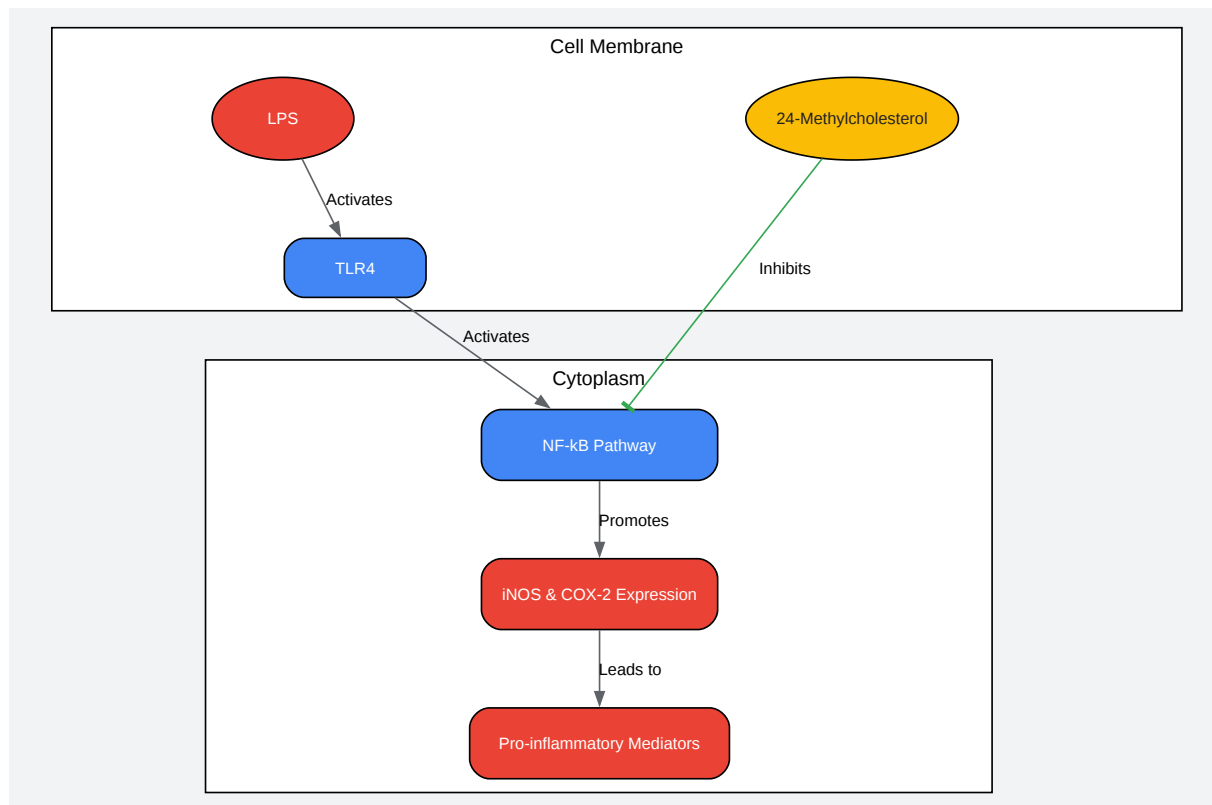 Cell Membrane
LPS
24-Methylcholesterol
Activates
TLR4
Inhibits
Activates
Cytoplasm
NF-kB Pathway
Promotes
iNOS & COX-2 Expression
Leads to
Pro-inflammatory Mediators